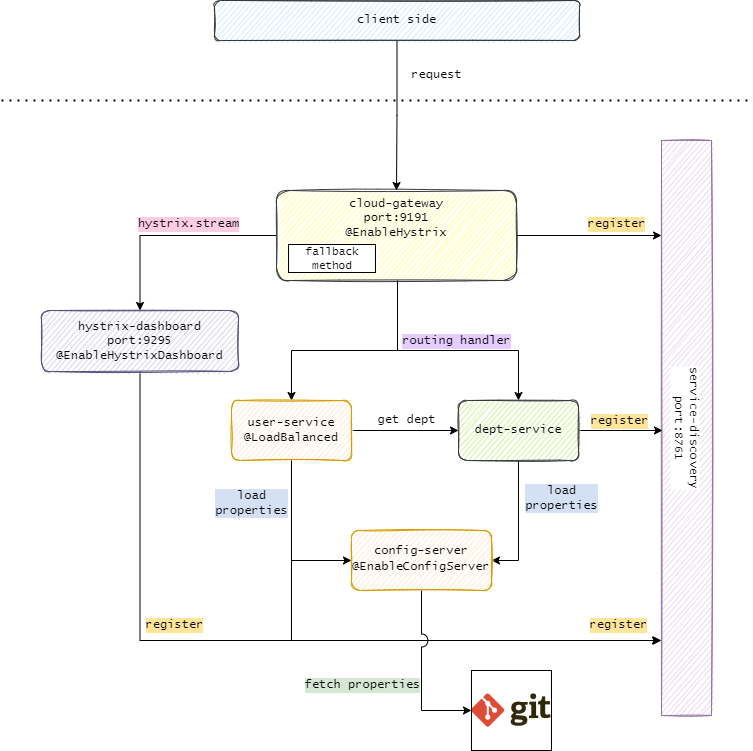 client side
request
cloud-gateway
port:9191
@EnableHystrix
fallback
method
hystrix.stream
register
hystrix-dashboard
port:9295
@EnableHystrixDashboard
routing handler
service-discovery
port:8761
user-service
@LoadBalanced
get dept
dept-service
register
load
properties
load
properties
config-server
@EnableConfigServer
register
register
fetch properties
git